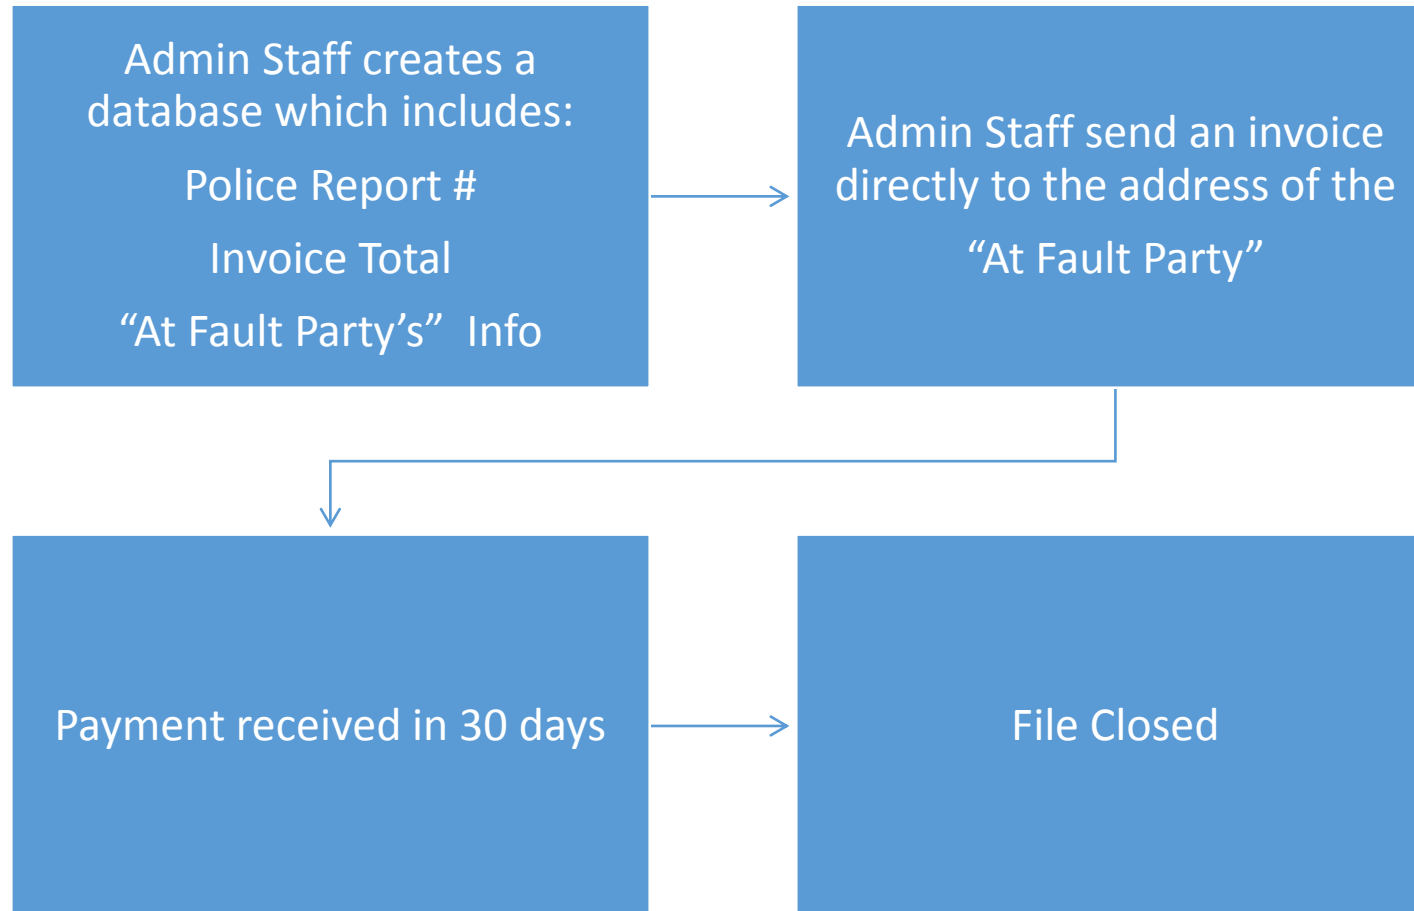 Admin Staff creates a
database which includes:
Police Report #
Invoice Total
“At Fault Party’s”  Info
Admin Staff send an invoice
directly to the address of the
“At Fault Party”
Payment received in 30 days
File Closed